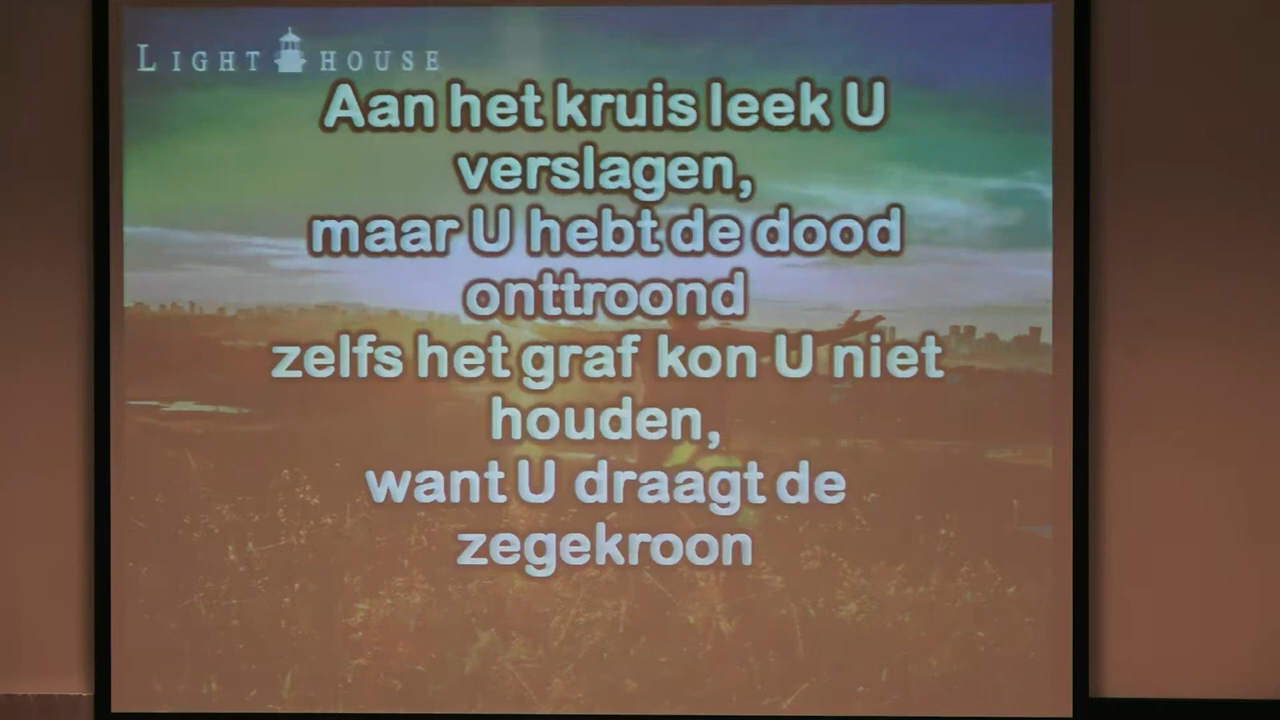 LIGHT HOUSE
Aan het kruis leek U
verslagen,
maar U hebt de dood
onttroond
zelfs het graf kon U niet
houden,
want U draagt de
zegekroon